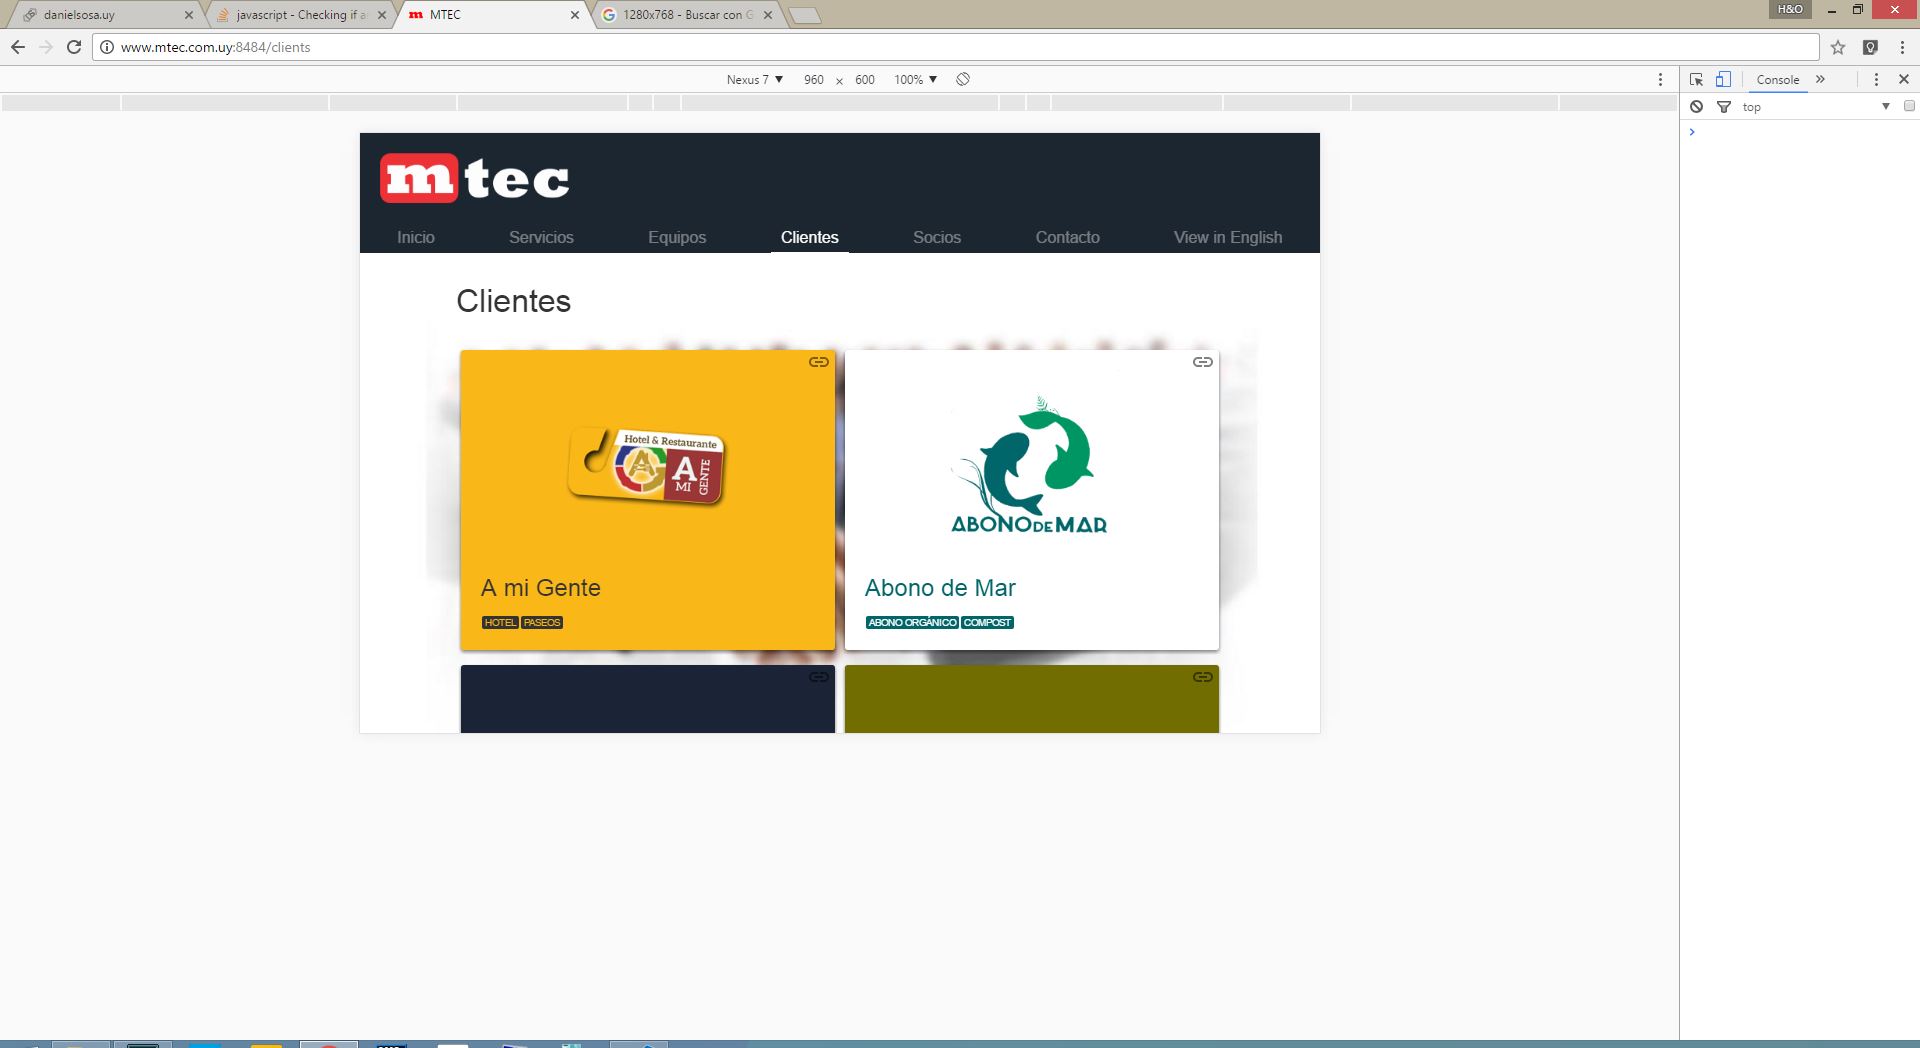 danielsosa.uy
javascript - Checking if a
MTEC
1280x768 - Buscar con G
H&O
www.mtec.com.uy:8484/clients
Nexus 7 ▼ 960 x 600 100% ▼
Console
top
mtec
Inicio Servicios Equipos Clientes Socios Contacto View in English
Clientes
Hotel & Restaurante
A MI GENTE
ABONO DE MAR
A mi Gente
HOTEL PASEOS
Abono de Mar
ABONO ORGÁNICO COMPOST